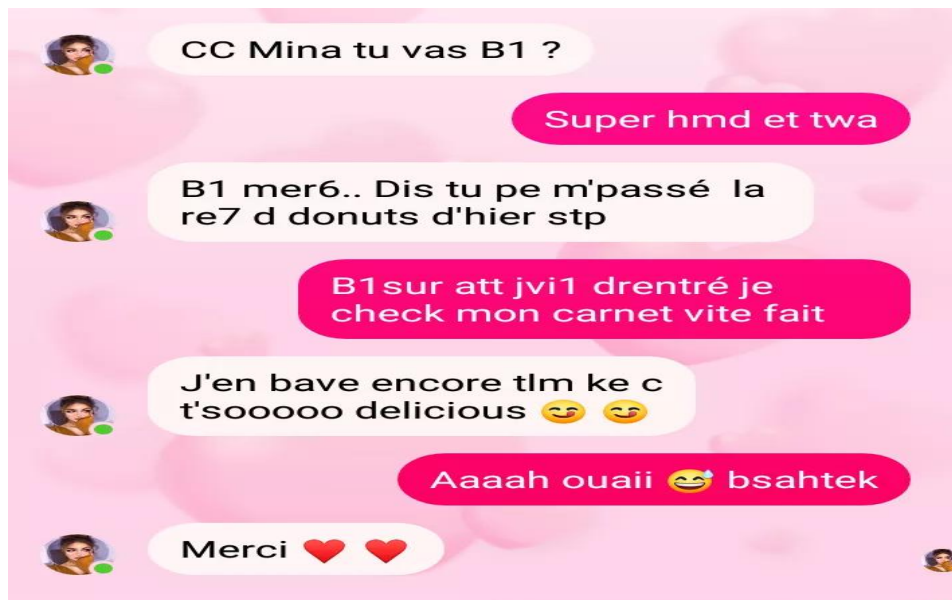 CC Mina tu vas B1 ?
Super hmd et twa
B1 mer6.. Dis tu pe m'passé la
re7 d donuts d'hier stp
B1sur att jvi1 drentré je
check mon carnet vite fait
J'en bave encore tlm ke c
t'sooooo delicious 😋 😋
Aaaah ouaii 😅 bsahtek
Merci ❤️ ❤️